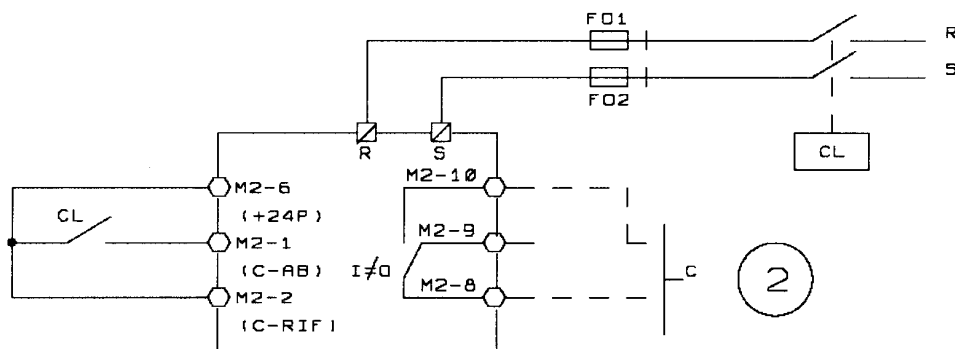 FO1
R
S
FO2
CL
R
S
M2-6
M2-10
(+24P)
CL
M2-1
M2-9
(C-AB)
I≠0
M2-8
C
2
M2-2
(C-RIF)